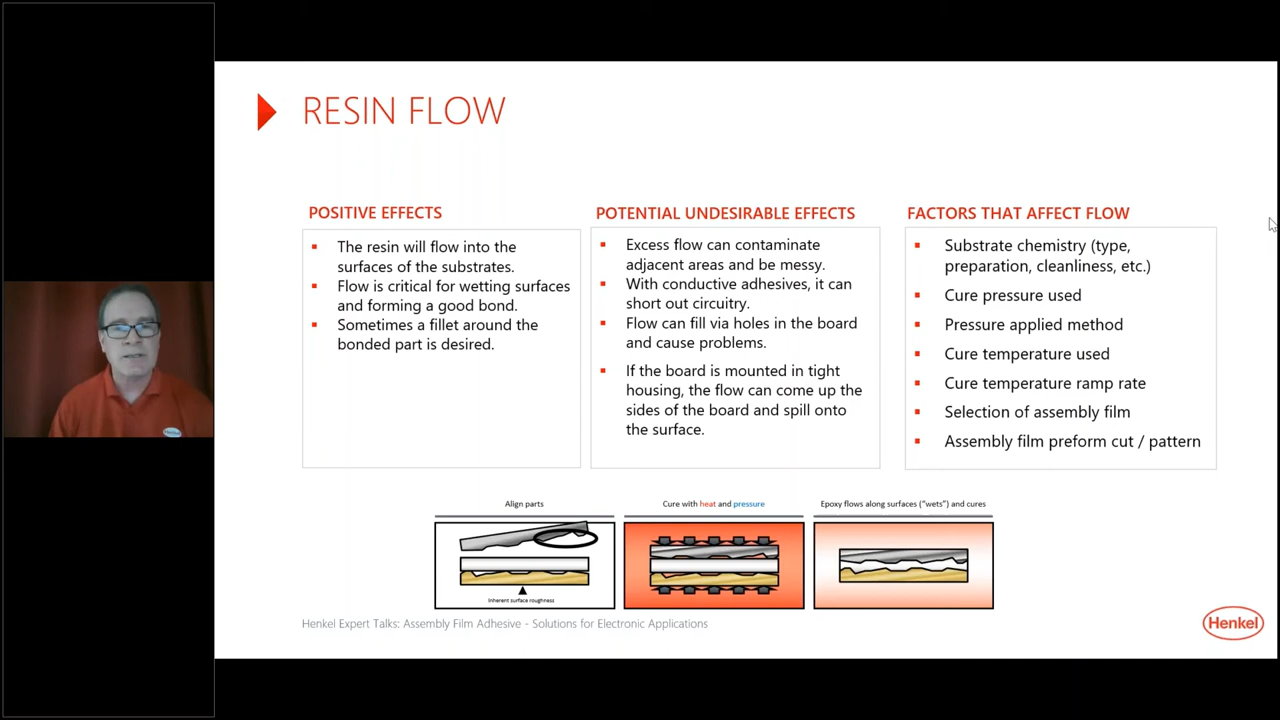 RESIN FLOW
POSITIVE EFFECTS
The resin will flow into the
surfaces of the substrates.
Flow is critical for wetting surfaces
and forming a good bond.
Sometimes a fillet around the
bonded part is desired.
POTENTIAL UNDESIRABLE EFFECTS
Excess flow can contaminate
adjacent areas and be messy.
With conductive adhesives, it can
short out circuitry.
Flow can fill via holes in the board
and cause problems.
If the board is mounted in tight
housing, the flow can come up the
sides of the board and spill onto
the surface.
FACTORS THAT AFFECT FLOW
Substrate chemistry (type,
preparation, cleanliness, etc.)
Cure pressure used
Pressure applied method
Cure temperature used
Cure temperature ramp rate
Selection of assembly film
Assembly film preform cut / pattern
Align parts
Inherent surface roughness
Cure with heat and pressure
Epoxy flows along surfaces ("wets") and cures
Henkel Expert Talks: Assembly Film Adhesive - Solutions for Electronic Applications
Henkel
Henkel